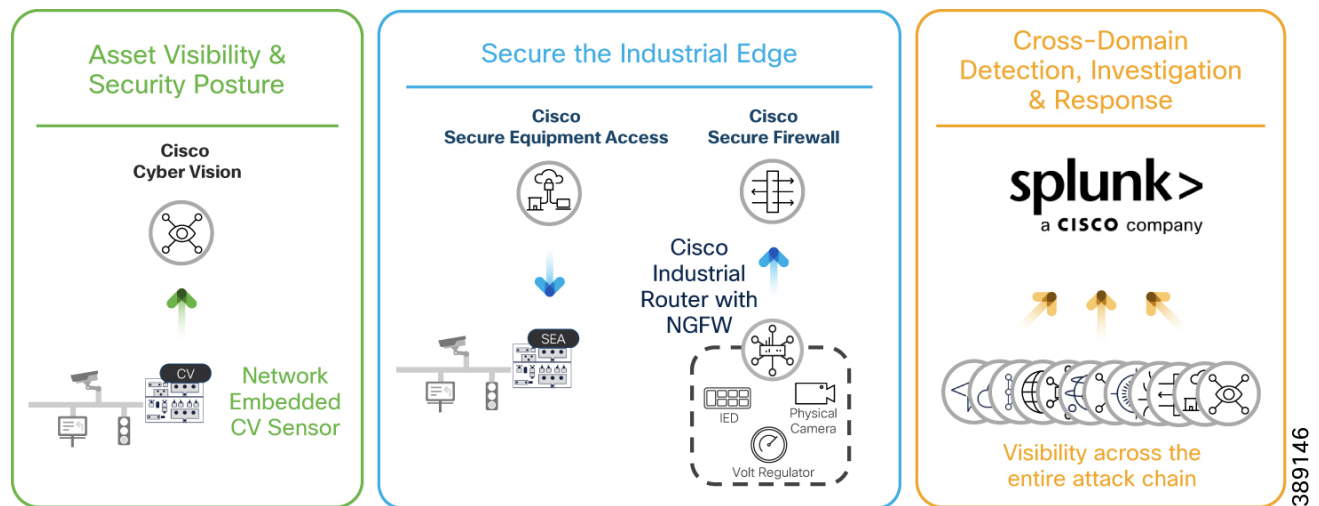 Asset Visibility &
Security Posture
Cisco
Cyber Vision
CV
Network
Embedded
CV Sensor
Secure the Industrial Edge
Cisco
Secure Equipment Access
SEA
Cisco
Secure Firewall
Cisco
Industrial
Router with
NGFW
IED
Physical
Camera
Volt Regulator
Cross-Domain
Detection, Investigation
& Response
splunk>
a CISCO company
Visibility across the
entire attack chain
389146